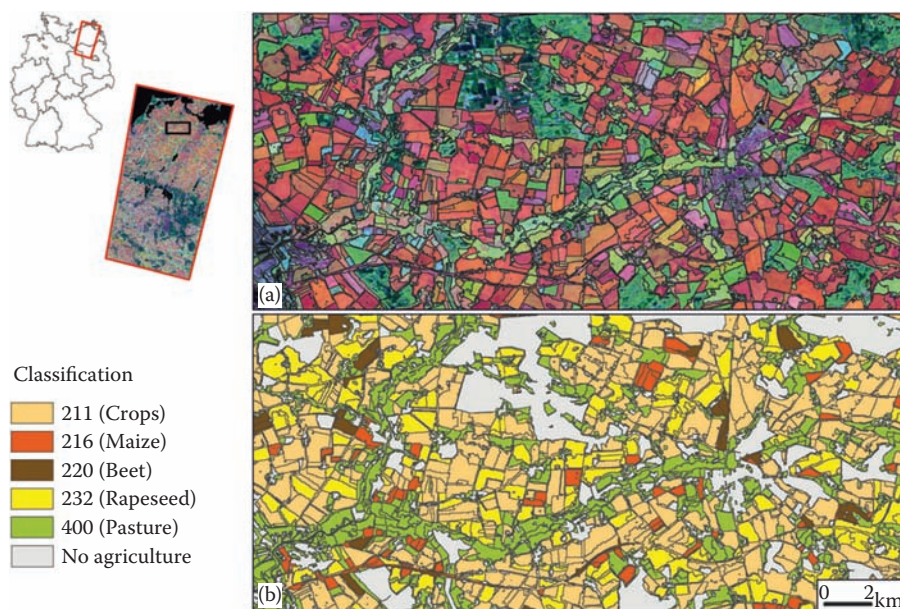 (a)
Classification
211 (Crops)
216 (Maize)
220 (Beet)
232 (Rapeseed)
400 (Pasture)
No agriculture
(b)
0 2
km